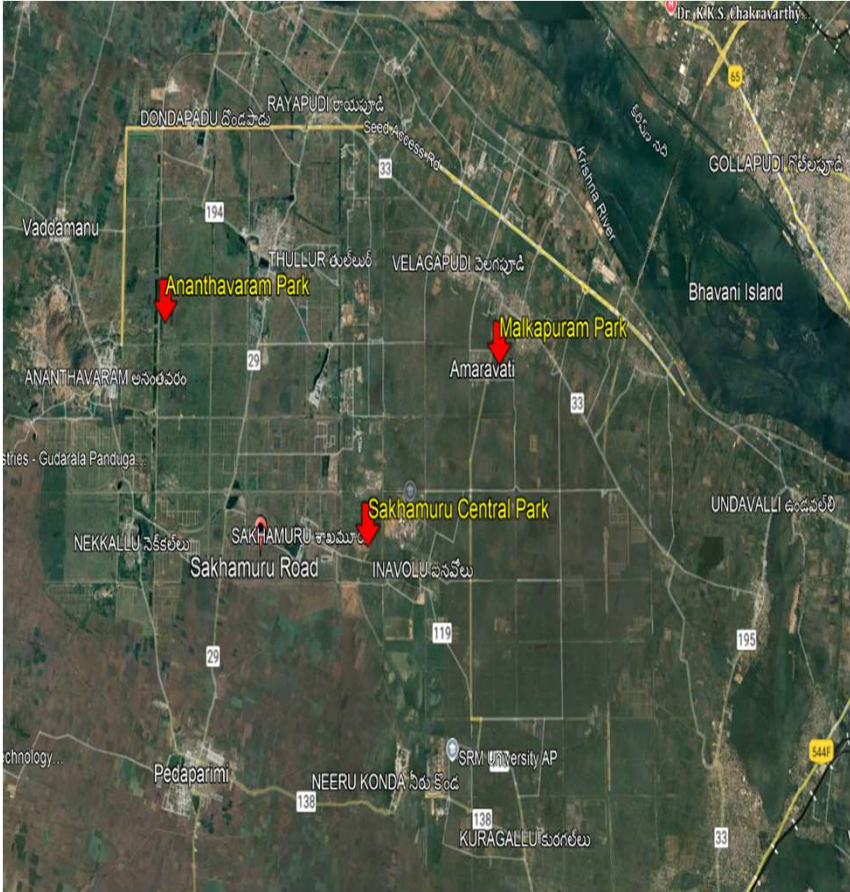 Dr. K.K.S. Chakravarthy...
65
RAYAPUDI రాయపూడి
DONDAPADU దొండపాడు
Seed Access Rd
కృష్ణ నది
Krishna River
GOLLAPUDI గొల్లపూడి
33
194
Vaddamanu
THULLUR తుల్లుర్
VELAGAPUDI వెలగపూడి
Ananthavaram Park
Bhavani Island
Malkapuram Park
Amaravati
29
ANANTHAVARAM అనంతవరం
33
stries - Gudarala Panduga...
Sakhamuru Central Park
UNDAVALLI ఉండవల్లి
NEKKALLU నెక్కల్లు
SAKHAMURU
Sakhamuru Road
INAVOLU ఐనవోలు
119
195
29
544F
echnology...
SRM University AP
Pedaparimi
NEERU KONDA నీరు కొండ
138
138
33
KURAGALLU కురగల్లు